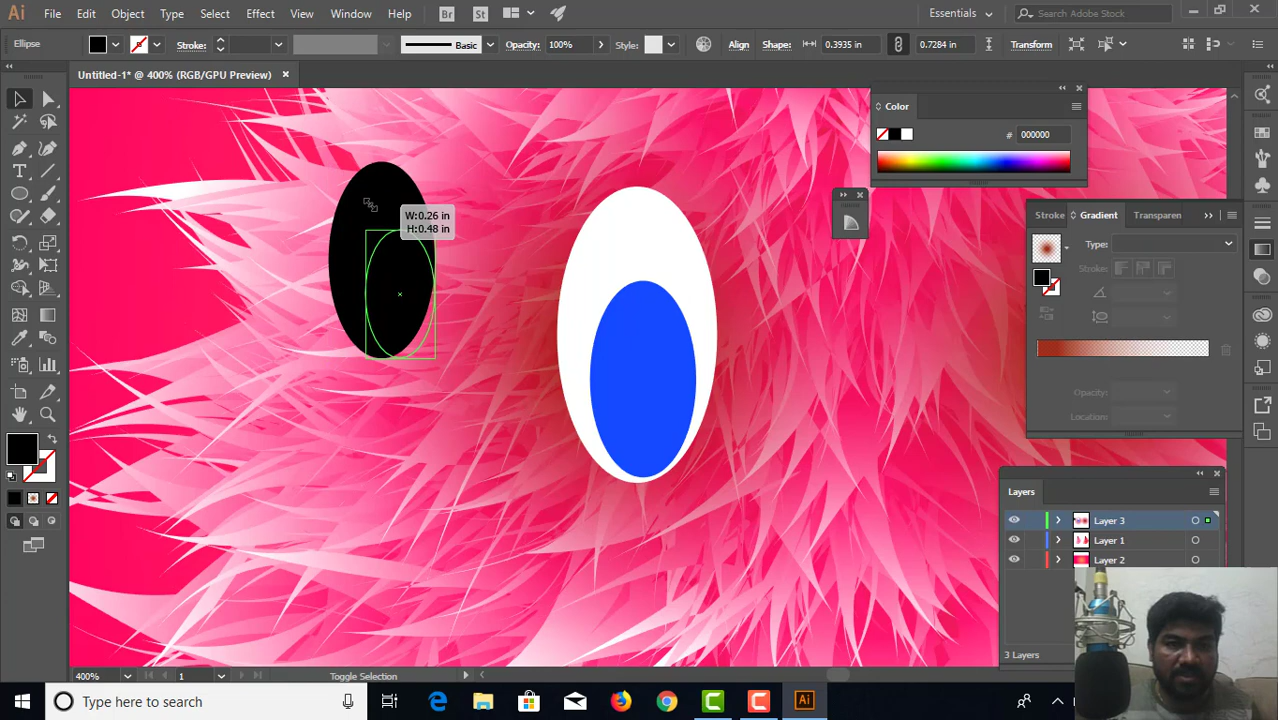 Ai File Edit Object Type Select Effect View Window Help Br St Essentials Search Adobe Stock
Ellipse Stroke: Basic Opacity: 100% Style: Align Shape: 0.3935 in 0.7284 in Transform
Untitled-1* @ 400% (RGB/GPU Preview)
Color
# 000000
W:0.26 in
H:0.48 in
Stroke Gradient Transparen
Type:
Stroke:
Opacity:
Location:
Layers
Layer 3
Layer 1
Layer 2
3 Layers
400% 1 Toggle Selection
Type here to search
Ai